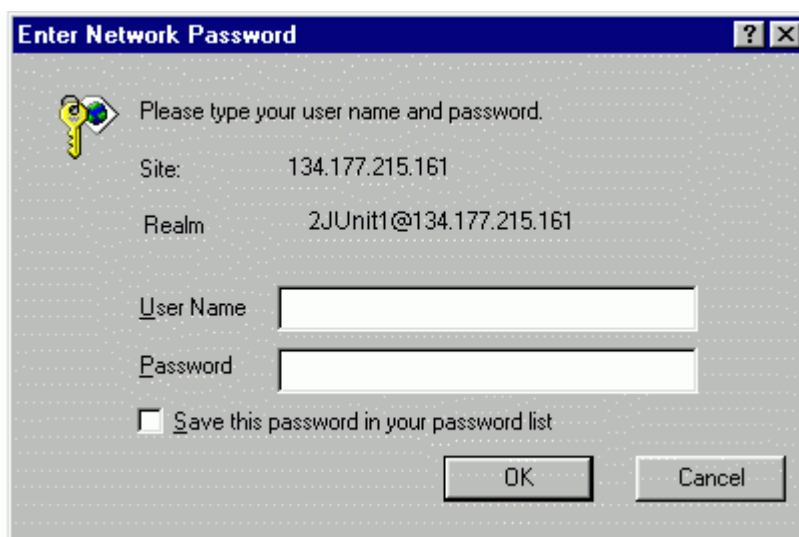 Enter Network Password
Please type your user name and password.
Site: 134.177.215.161
Realm 2JUnit1@134.177.215.161
User Name
Password
Save this password in your password list
OK Cancel